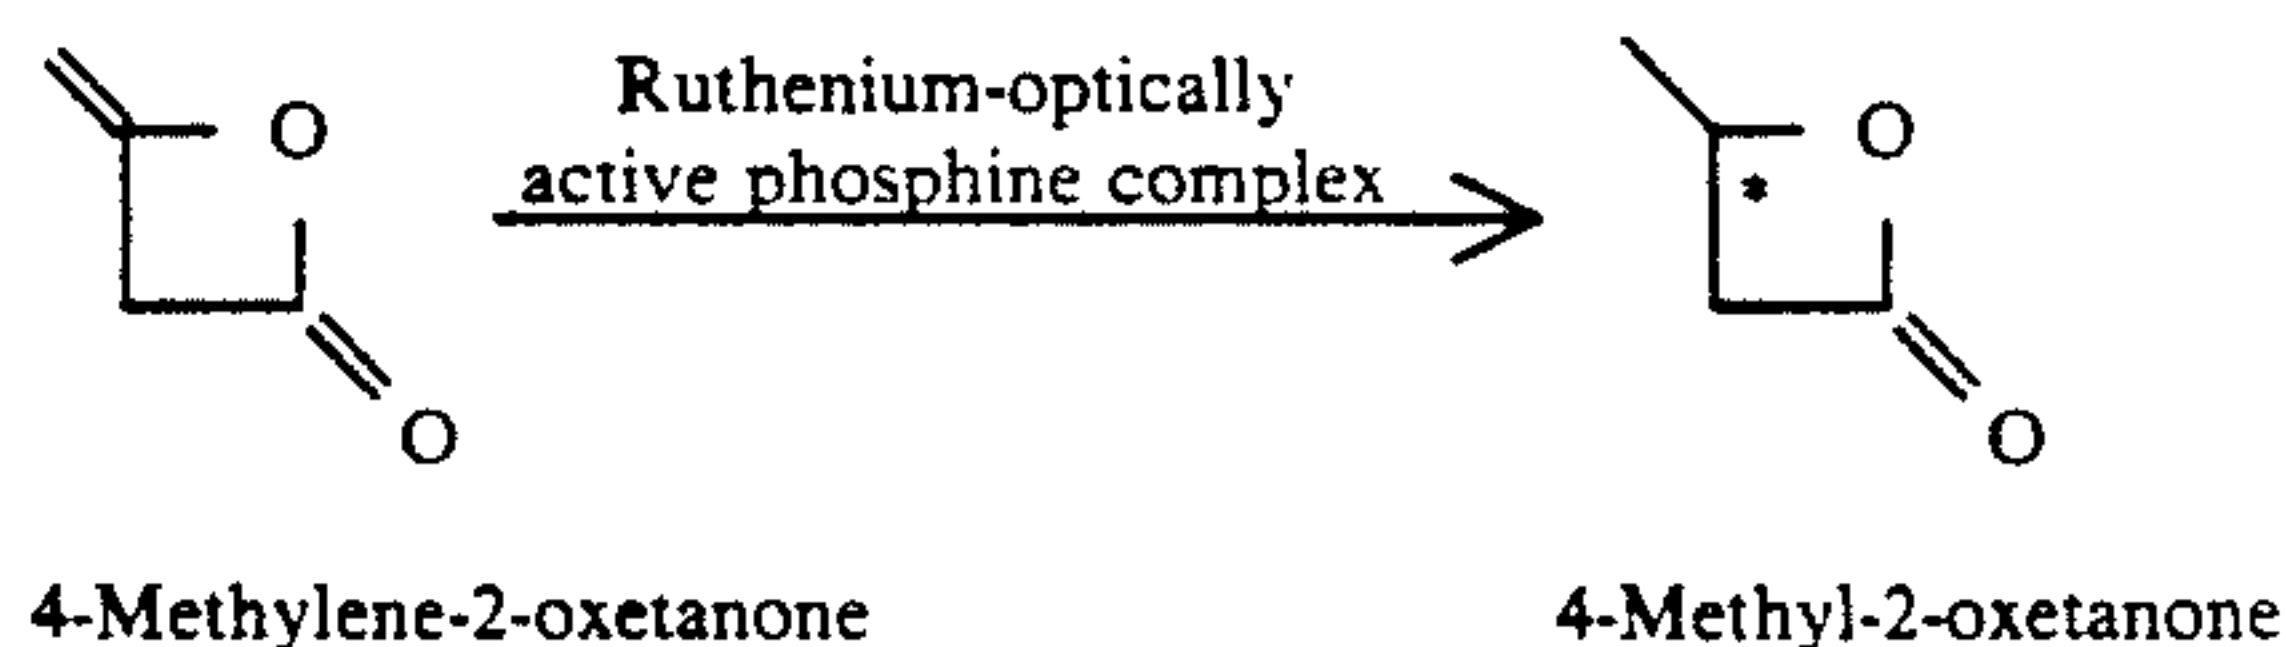 Ruthenium-optically
active phosphine complex
O
O
*
O
O
4-Methylene-2-oxetanone
4-Methyl-2-oxetanone